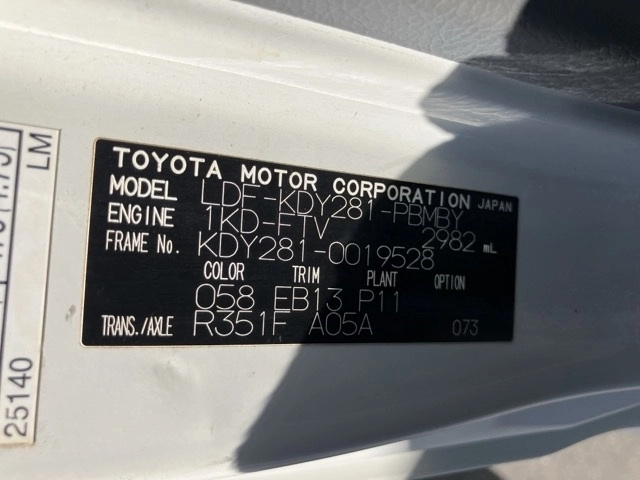 TOYOTA MOTOR CORPORATION JAPAN
MODEL LDF-KDY281-PBMBY
ENGINE 1KD-FTV 2982 mL
FRAME No. KDY281-0019528
COLOR TRIM PLANT OPTION
058 EB13 P11
TRANS./AXLE R351F A05A 073
LM
25140